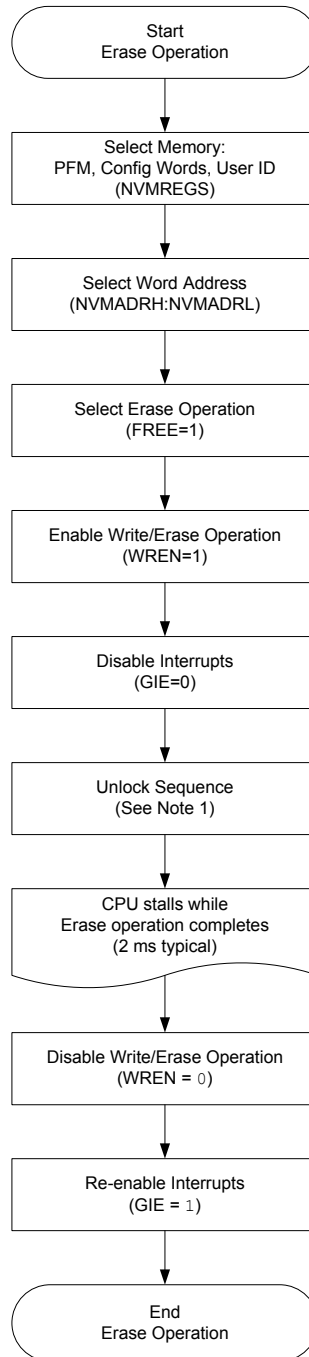 Start
Erase Operation
Select Memory:
PFM, Config Words, User ID
(NVMREGS)
Select Word Address
(NVMADRH:NVMADRL)
Select Erase Operation
(FREE=1)
Enable Write/Erase Operation
(WREN=1)
Disable Interrupts
(GIE=0)
Unlock Sequence
(See Note 1)
CPU stalls while
Erase operation completes
(2 ms typical)
Disable Write/Erase Operation
(WREN = 0)
Re-enable Interrupts
(GIE = 1)
End
Erase Operation